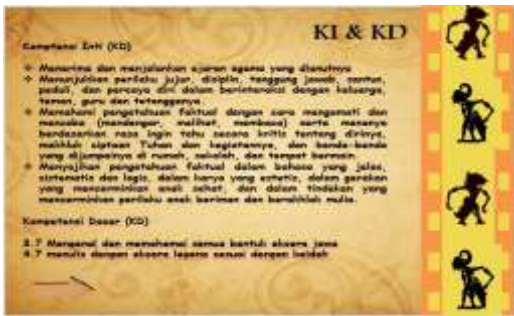 KI & KD
Kompetensi Inti (KD)
❖ Menerima dan menjalankan ajaran agama yang dianutnya
❖ Menunjukkan perilaku jujur, disiplin, tanggung jawab, santun,
peduli, dan percaya diri dalam berinteraksi dengan keluarga,
teman, guru dan tetangganya
❖ Memahami pengetahuan faktual dengan cara mengamati dan
mencoba (mendengar, melihat, membaca) serta menanya
berdasarkan rasa ingin tahu secara kritis tentang dirinya,
makhluk ciptaan Tuhan dan kegiatannya, dan benda-benda
yang dijumpainya di rumah, sekolah, dan tempat bermain
❖ Menyajikan pengetahuan faktual dalam bahasa yang jelas,
sistematis dan logis, dalam karya yang estetis, dalam gerakan
yang mencerminkan anak sehat, dan dalam tindakan yang
mencerminkan perilaku anak beriman dan berakhlak mulia.
Kompetensi Dasar (KD)
3.7 Mengenal dan memahami semua bentuk aksara jawa
4.7 menulis dengan aksara legena sesuai dengan kaidah